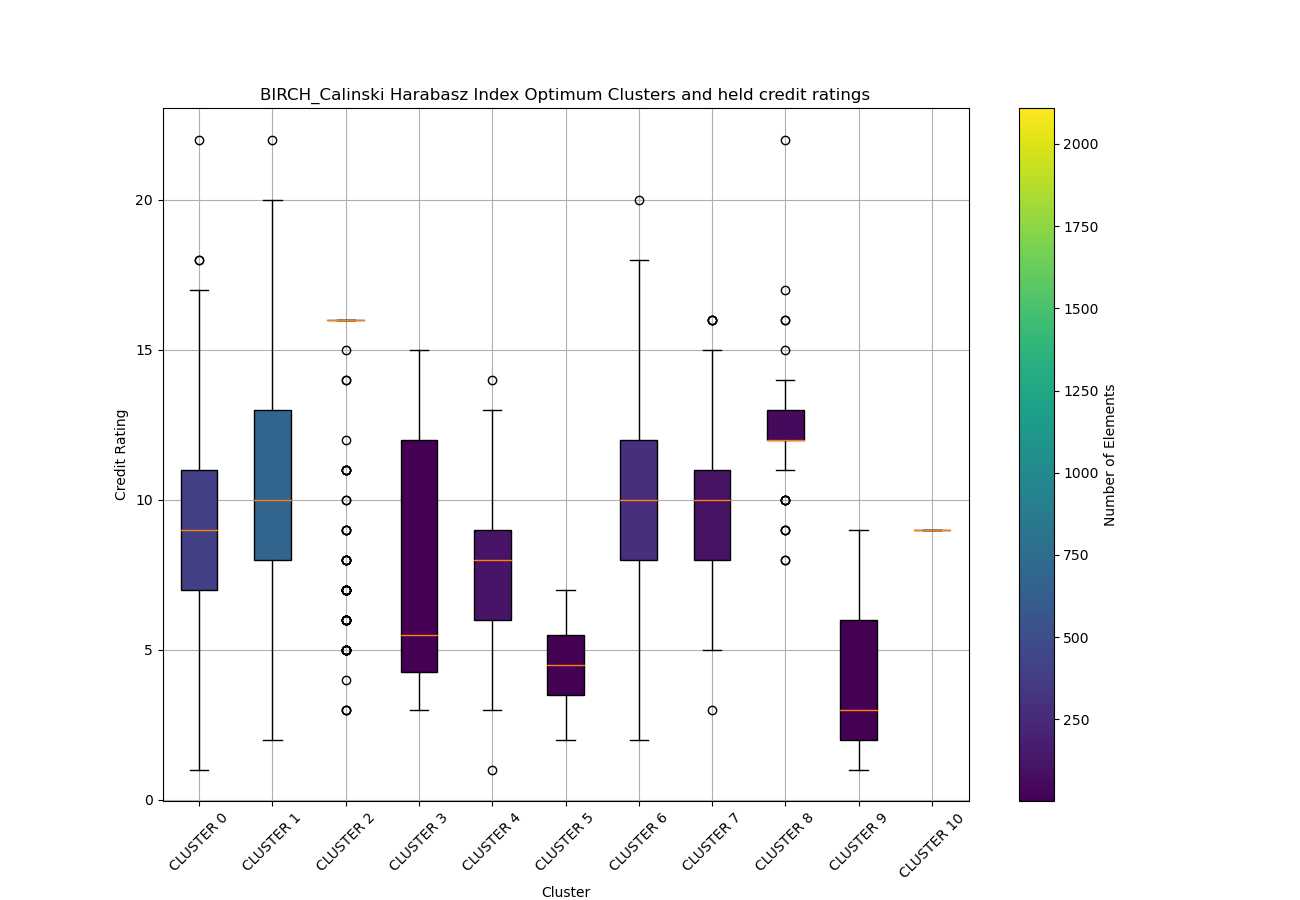 BIRCH_Calinski Harabasz Index Optimum Clusters and held credit ratings
20
15
10
5
0
Credit Rating
CLUSTER 0
CLUSTER 1
CLUSTER 2
CLUSTER 3
CLUSTER 4
CLUSTER 5
CLUSTER 6
CLUSTER 7
CLUSTER 8
CLUSTER 9
CLUSTER 10
Cluster
2000
1750
1500
1250
1000
750
500
250
Number of Elements